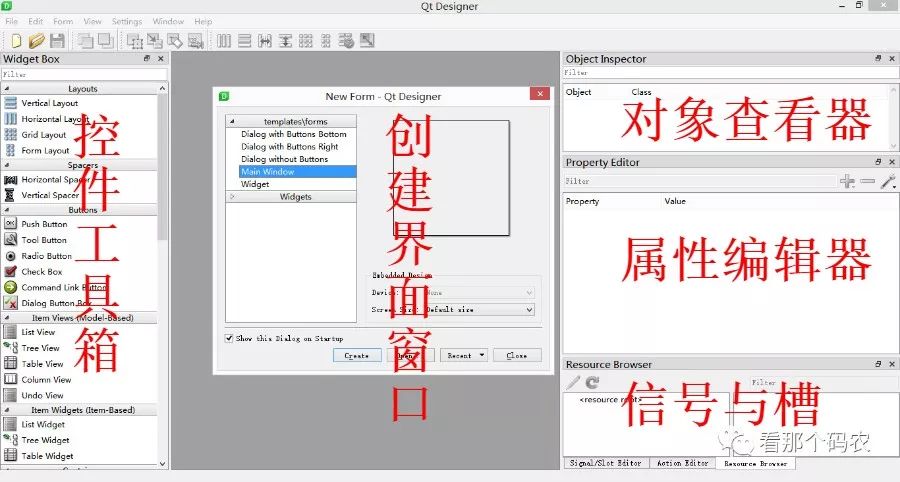 Qt Designer
File Edit Form View Settings Window Help
Widget Box
Filter
Layouts
Vertical Layout
Horizontal Layout
Grid Layout
Form Layout
Spacers
Horizontal Spacer
Vertical Spacer
Buttons
Push Button
Tool Button
Radio Button
Check Box
Command Link Button
Dialog Button Box
Item Views (Model-Based)
List View
Tree View
Table View
Column View
Undo View
Item Widgets (Item-Based)
List Widget
Tree Widget
Table Widget
控件工具箱
New Form - Qt Designer
templates\forms
Dialog with Buttons Bottom
Dialog with Buttons Right
Dialog without Buttons
Main Window
Widget
Widgets
Embedded Design
Device: None
Screen Size: Default size
Show this Dialog on Startup
Create Recent Close
创建界面窗口
Object Inspector
Filter
Object Class
对象查看器
Property Editor
Filter
Property Value
属性编辑器
Resource Browser
Filter
<resource root>
信号与槽
看那个码农
Signal/Slot Editor Action Editor Resource Browser